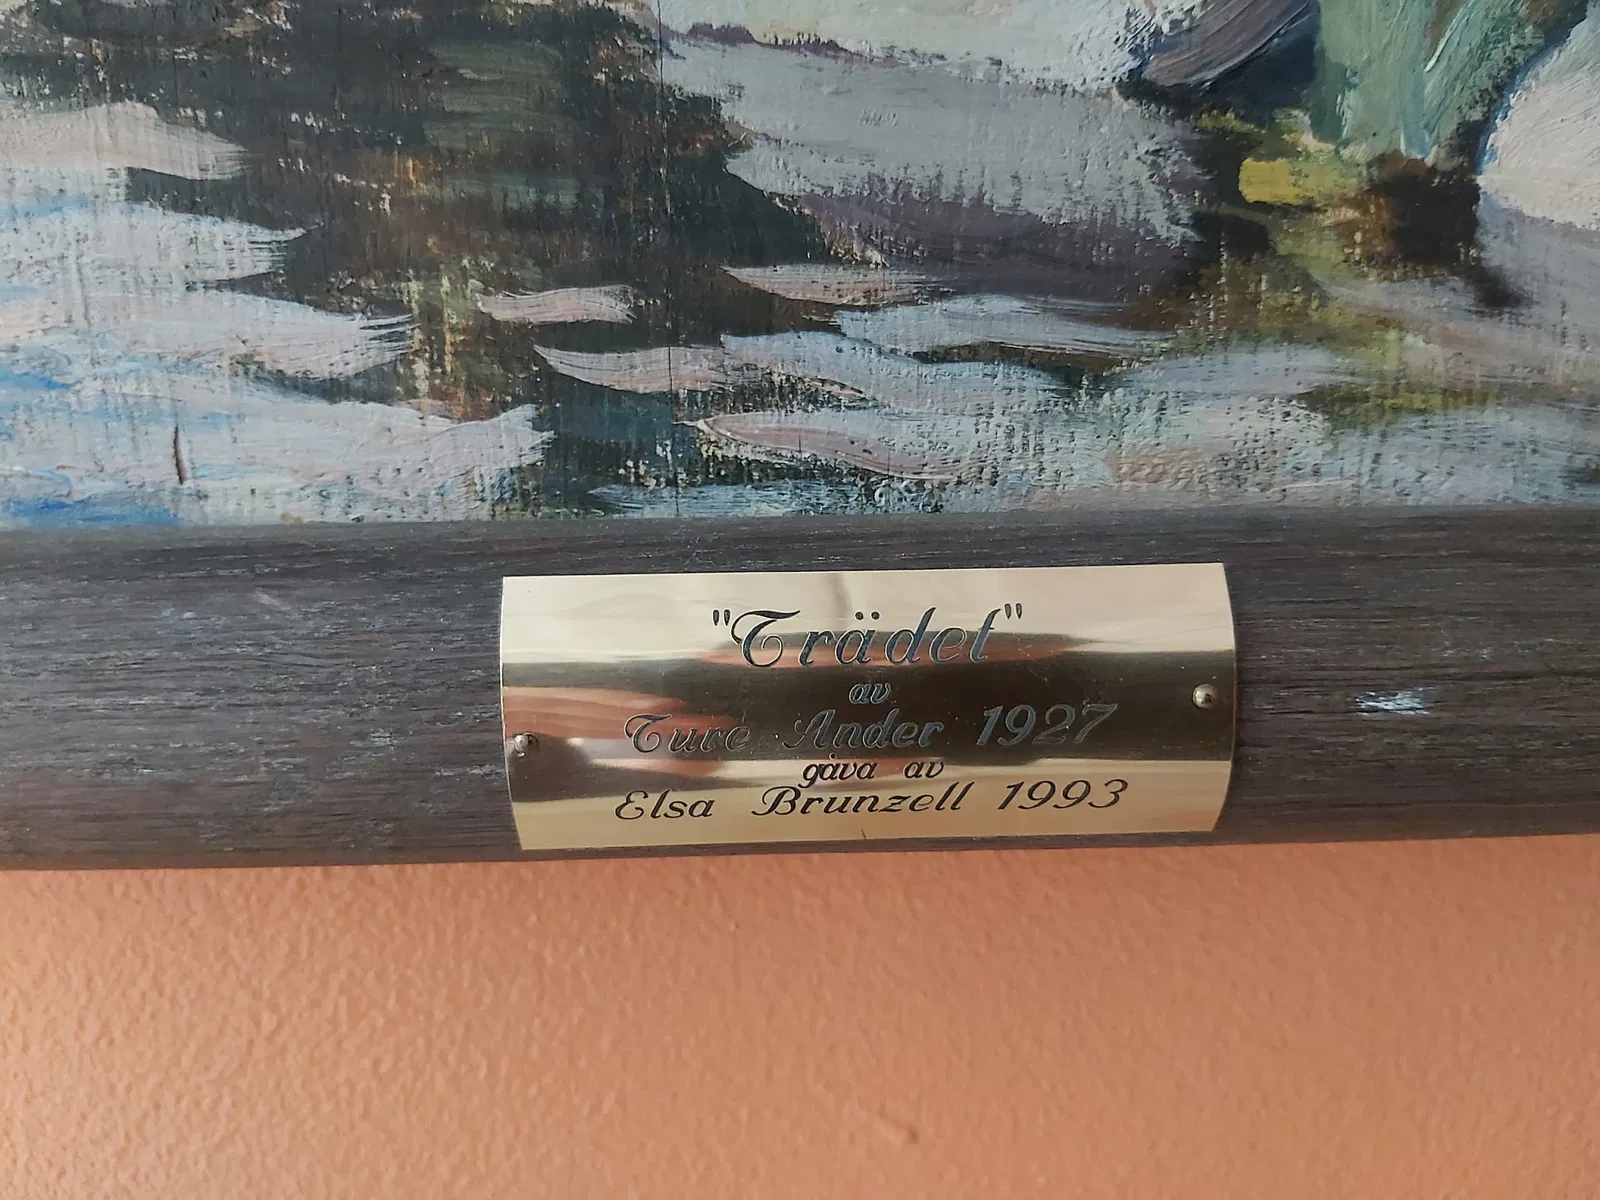 "Trädet"
av
Ture Ander 1927
gåva av
Elsa Brunzell 1993